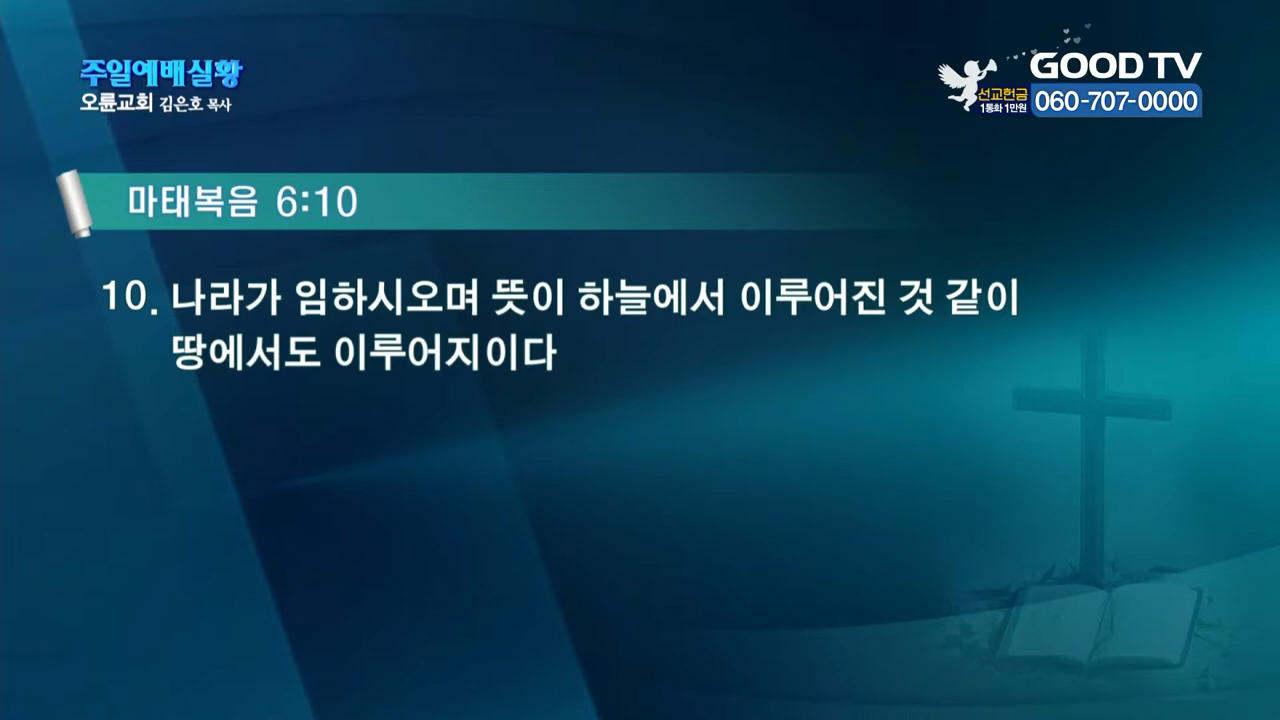 주일예배실황
오륜교회 김은호 목사
GOOD TV
선교헌금
1통화 1만원
060-707-0000
마태복음 6:10
10. 나라가 임하시오며 뜻이 하늘에서 이루어진 것 같이
땅에서도 이루어지이다